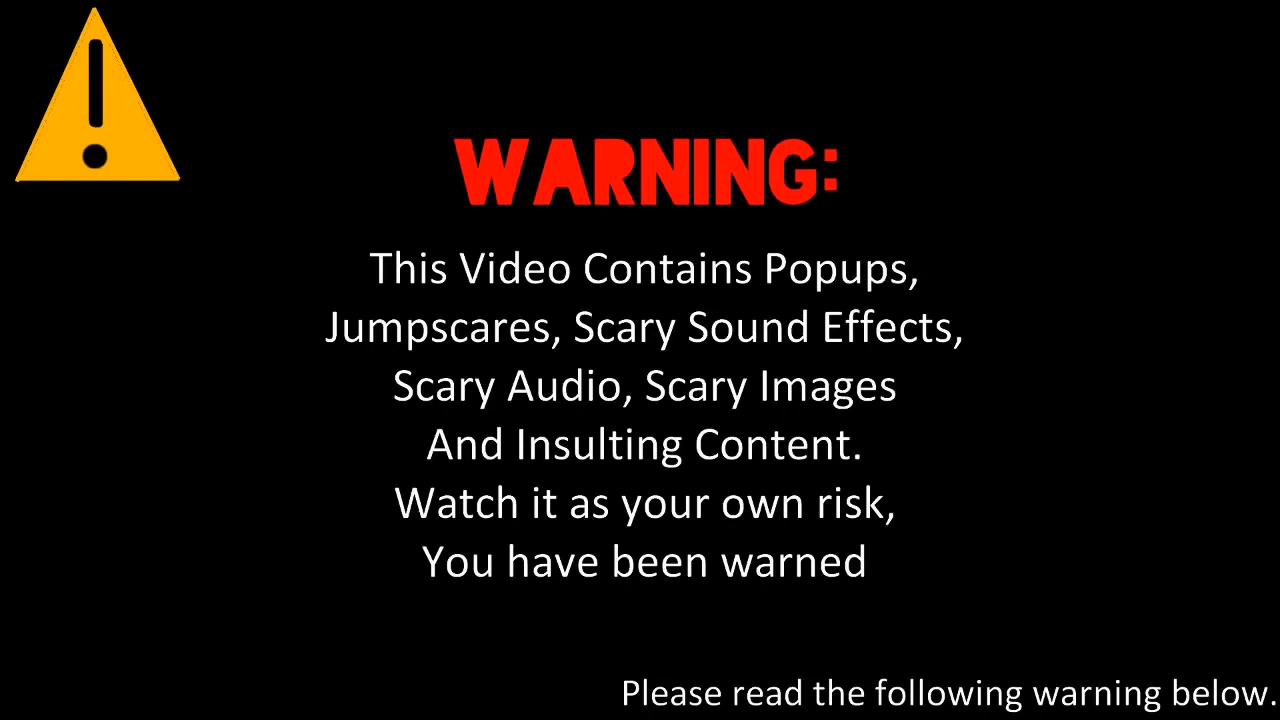 WARNING:
This Video Contains Popups,
Jumpscares, Scary Sound Effects,
Scary Audio, Scary Images
And Insulting Content.
Watch it as your own risk,
You have been warned
Please read the following warning below.